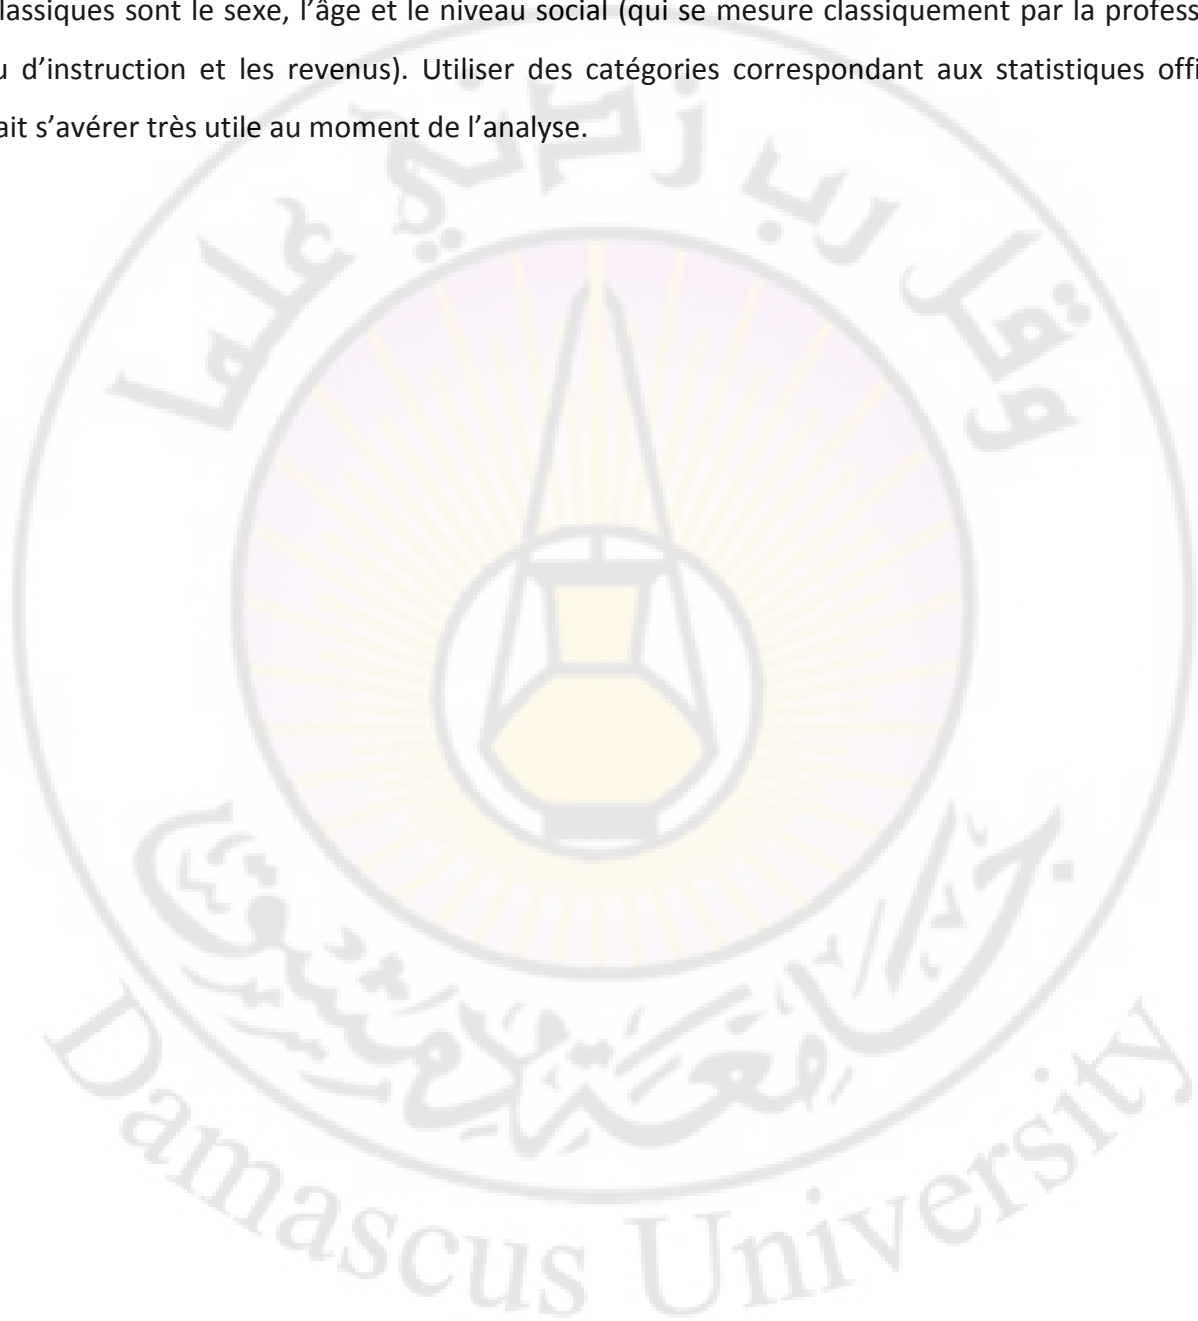 lassiques sont le sexe, l’âge et le niveau social (qui se mesure classiquement par la profess
u d’instruction et les revenus). Utiliser des catégories correspondant aux statistiques offi
ait s’avérer très utile au moment de l’analyse.
وقل رب زدني علما
جامعة دمشق
Damascus University